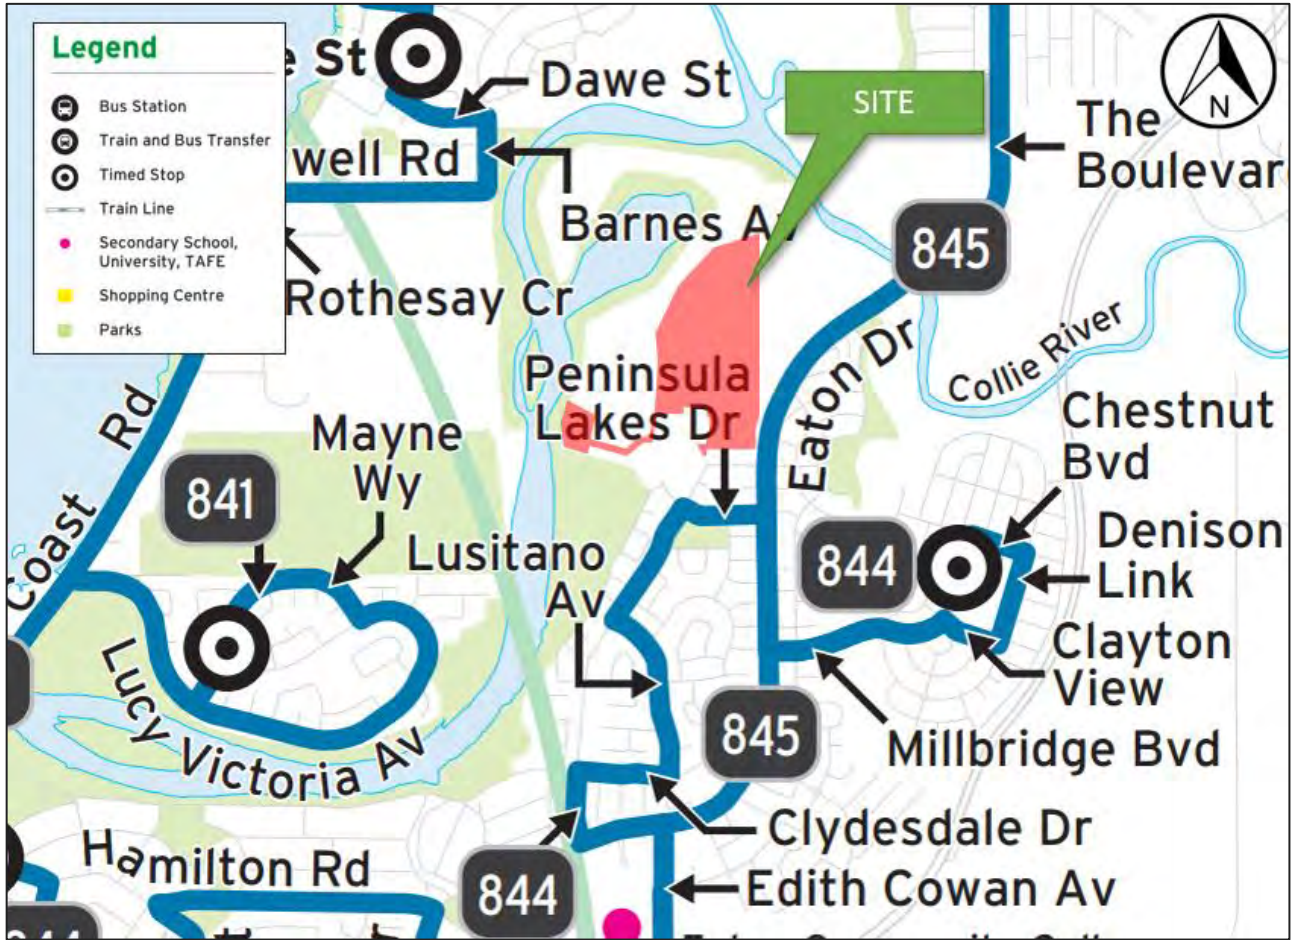 Legend
Bus Station
Train and Bus Transfer
Timed Stop
Train Line
Secondary School,
University, TAFE
Shopping Centre
Parks
e St
Dawe St
SITE
N
The
Boulevar
well Rd
Barnes Av
845
Rothesay Cr
Collie River
Eaton Dr
Peninsula
Lakes Dr
Chestnut
Bvd
Rd
Coast
Mayne
Wy
841
Lusitano
Av
844
Denison
Link
Clayton
View
Lucy Victoria Av
845
Millbridge Bvd
Clydesdale Dr
Hamilton Rd
844
Edith Cowan Av